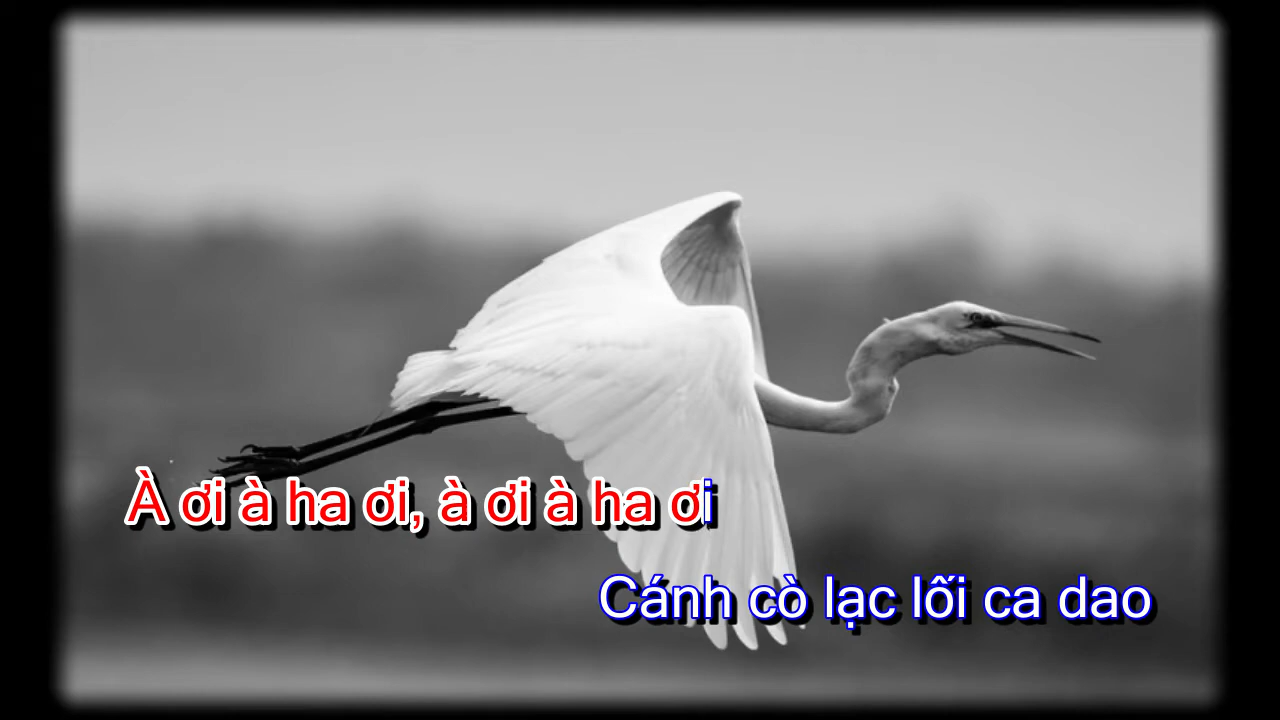 À ơi à ha ơi, à ơi à ha ơi
Cánh cò lạc lối ca dao